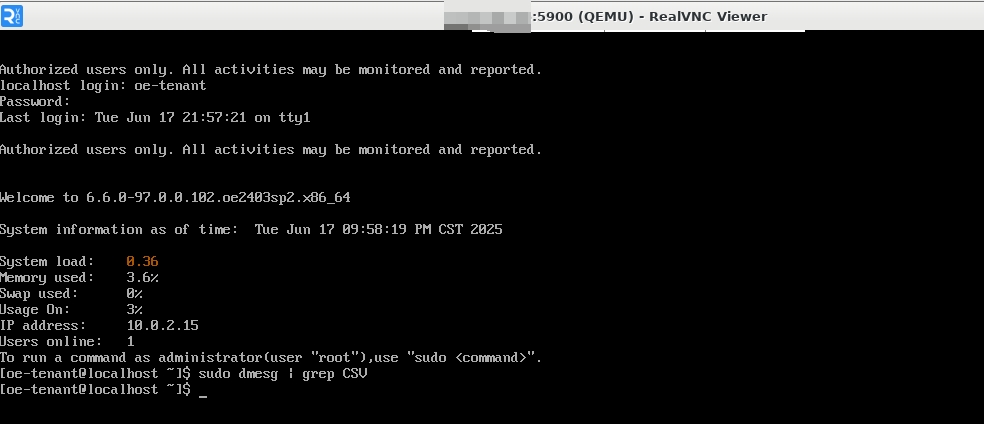 :5900 (QEMU) - RealVNC Viewer
Authorized users only. All activities may be monitored and reported.
localhost login: oe-tenant
Password:
Last login: Tue Jun 17 21:57:21 on tty1
Authorized users only. All activities may be monitored and reported.
Welcome to 6.6.0-97.0.0.102.oe2403sp2.x86_64
System information as of time:  Tue Jun 17 09:58:19 PM CST 2025
System load:    0.36
Memory used:    3.6%
Swap used:      0%
Usage On:       3%
IP address:     10.0.2.15
Users online:   1
To run a command as administrator(user "root"),use "sudo <command>".
[oe-tenant@localhost ~]$ sudo dmesg | grep CSV
[oe-tenant@localhost ~]$ _